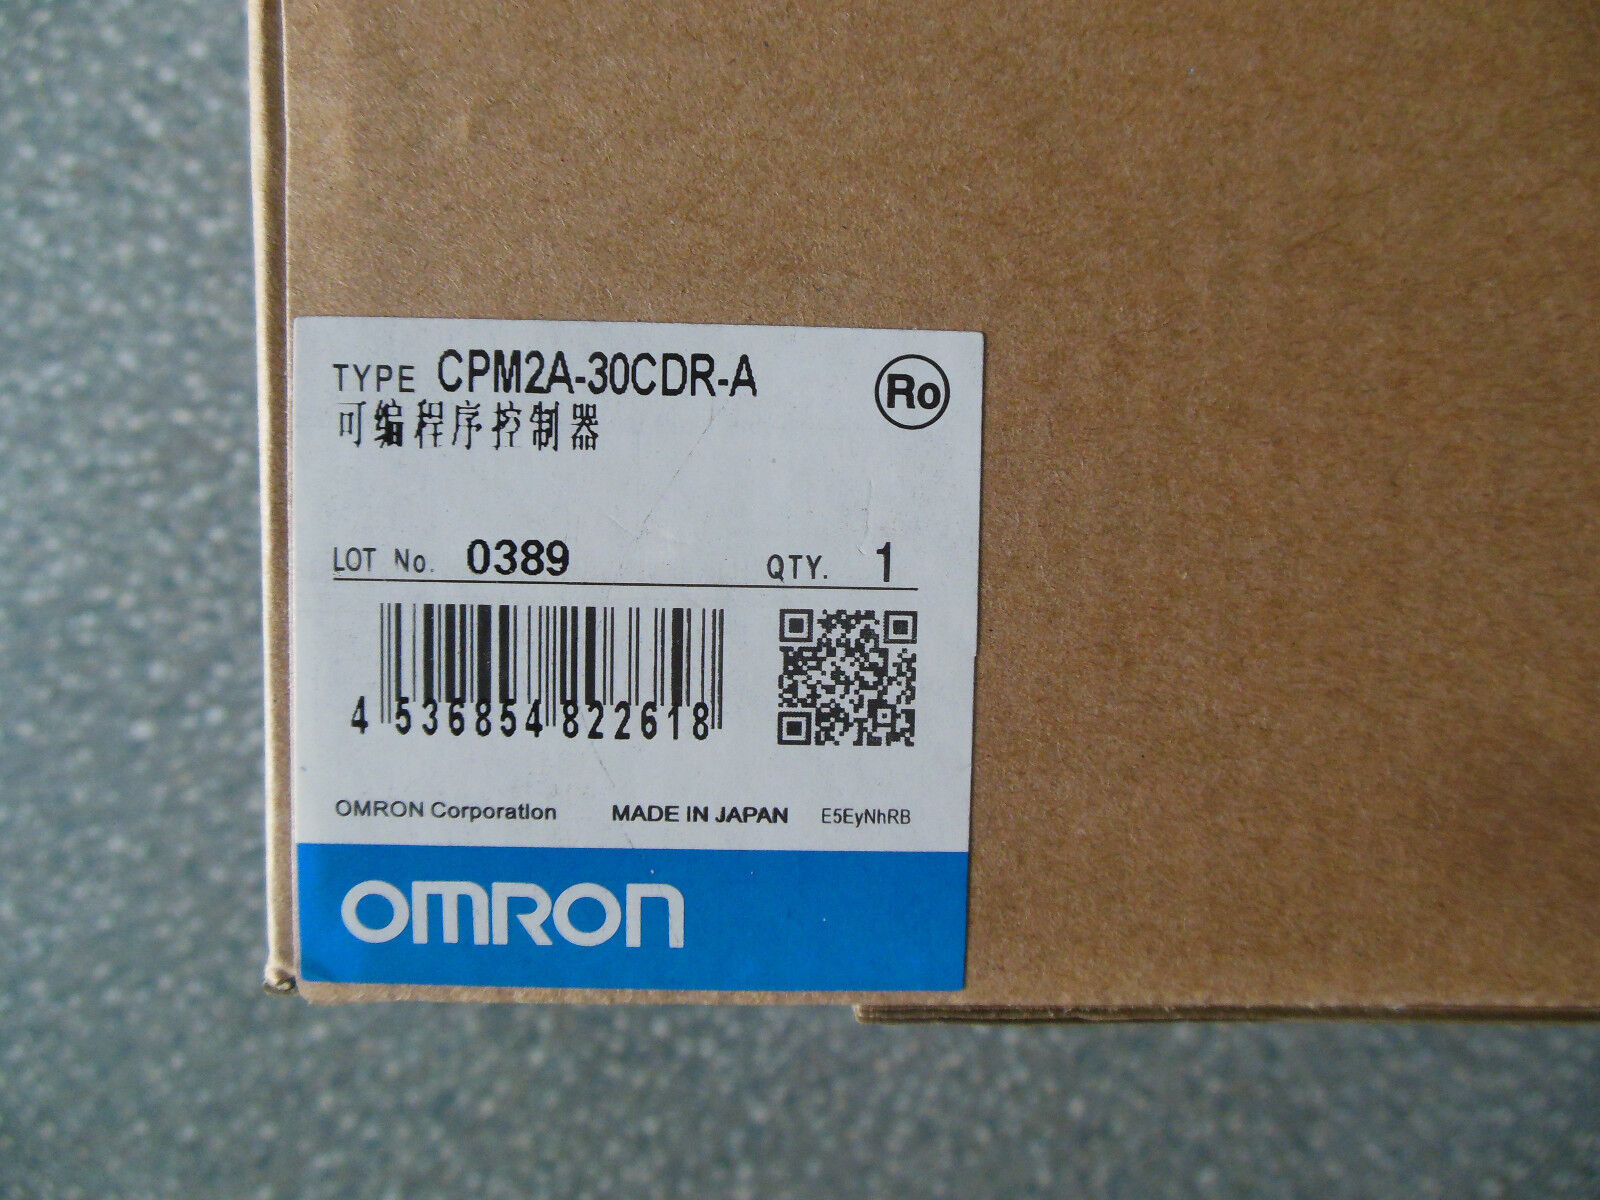 TYPE CPM2A-30CDR-A
Ro
可编程序控制器
LOT No. 0389 QTY. 1
4 536854 822618
OMRON Corporation MADE IN JAPAN E5EyNhRB
OMRON